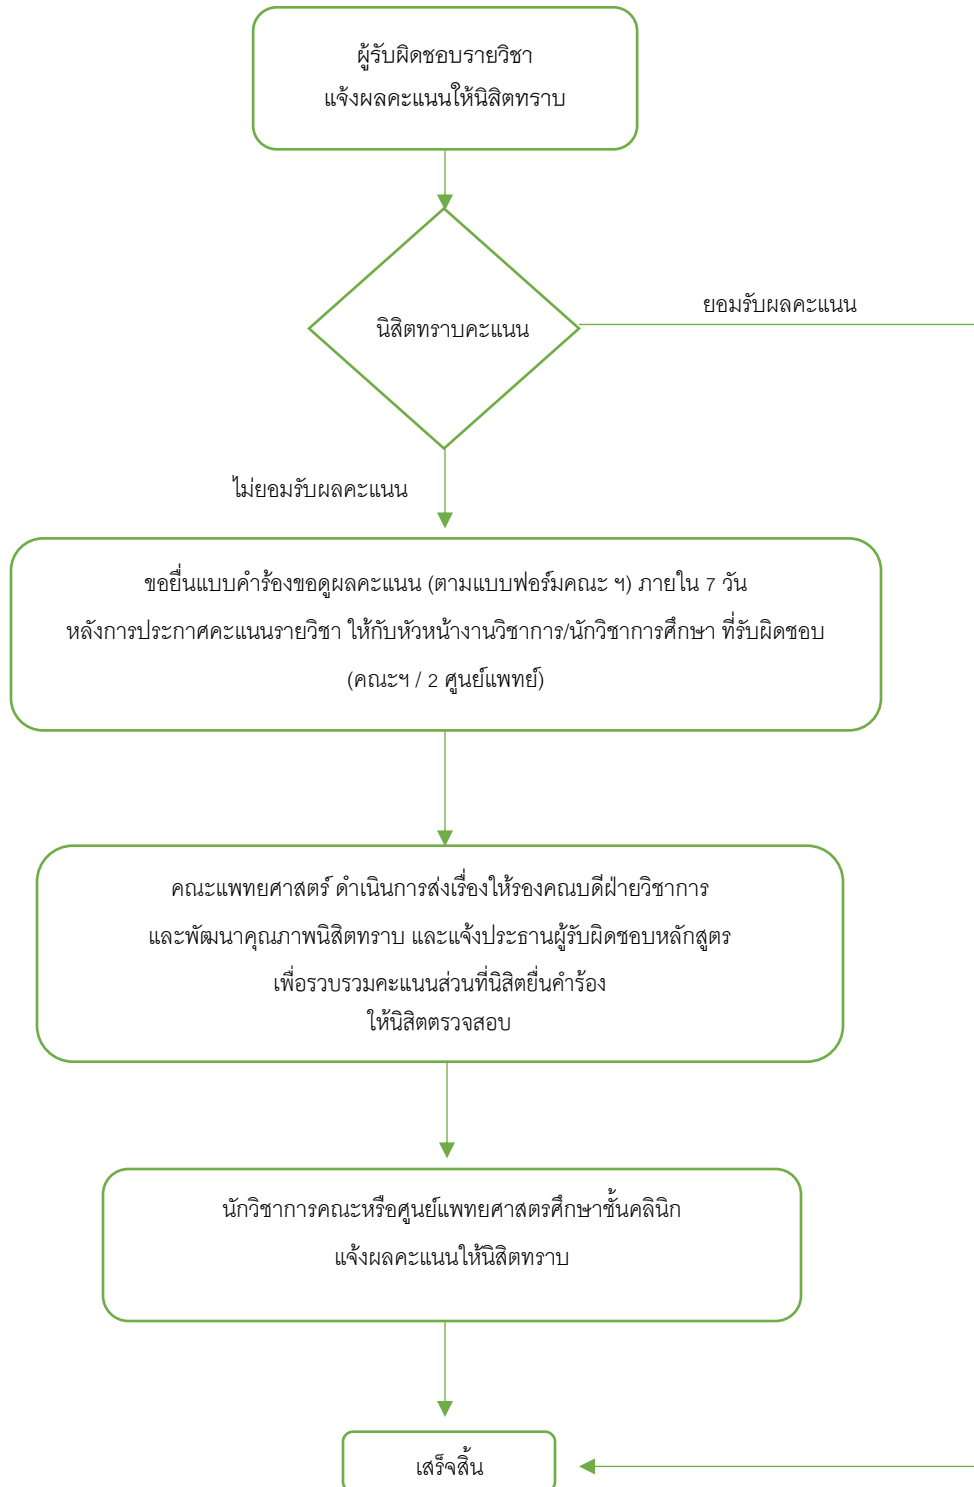 ผู้รับผิดชอบรายวิชา
แจ้งผลคะแนนให้นิสิตทราบ
นิสิตทราบคะแนน
ยอมรับผลคะแนน
ไม่ยอมรับผลคะแนน
ขอยื่นแบบคำร้องขอดูผลคะแนน (ตามแบบฟอร์มคณะ ฯ) ภายใน 7 วัน
หลังการประกาศคะแนนรายวิชา ให้กับหัวหน้างานวิชาการ/นักวิชาการศึกษา ที่รับผิดชอบ
(คณะฯ / 2 ศูนย์แพทย์)
คณะแพทยศาสตร์ ดำเนินการส่งเรื่องให้รองคณบดีฝ่ายวิชาการ
และพัฒนาคุณภาพนิสิตทราบ และแจ้งประธานผู้รับผิดชอบหลักสูตร
เพื่อรวบรวมคะแนนส่วนที่นิสิตยื่นคำร้อง
ให้นิสิตตรวจสอบ
นักวิชาการคณะหรือศูนย์แพทยศาสตรศึกษาชั้นคลินิก
แจ้งผลคะแนนให้นิสิตทราบ
เสร็จสิ้น